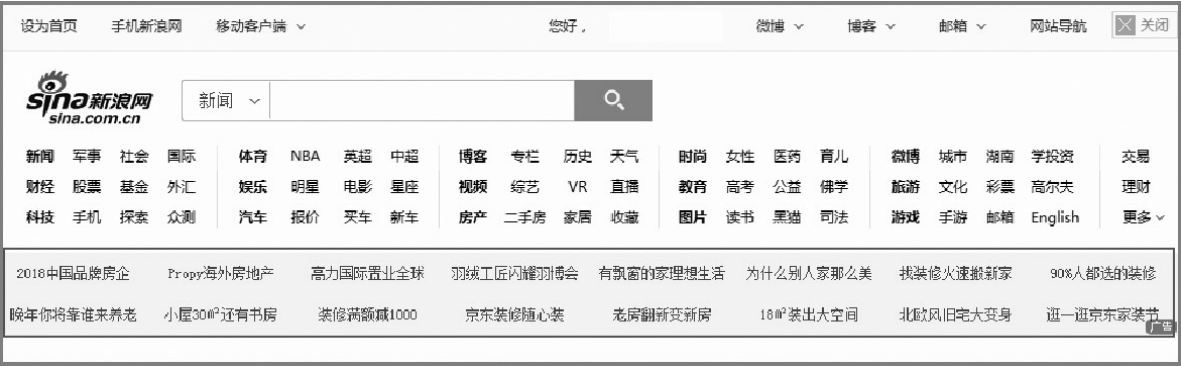 设为首页 手机新浪网 移动客户端 您好， 微博 博客 邮箱 网站导航 关闭
sina新浪网
sina.com.cn
新闻
新闻 军事 社会 国际 体育 NBA 英超 中超 博客 专栏 历史 天气 时尚 女性 医药 育儿 微博 城市 湖南 学投资 交易
财经 股票 基金 外汇 娱乐 明星 电影 星座 视频 综艺 VR 直播 教育 高考 公益 佛学 旅游 文化 彩票 高尔夫 理财
科技 手机 探索 众测 汽车 报价 买车 新车 房产 二手房 家居 收藏 图片 读书 黑猫 司法 游戏 手游 邮箱 English 更多
2018中国品牌房企 Propy海外房地产 高力国际置业全球 羽绒工匠闪耀羽博会 有飘窗的家理想生活 为什么别人家那么美 找装修火速搬新家 90%人都选的装修
晚年你将靠谁来养老 小屋30㎡还有书房 装修满额减1000 京东装修随心装 老房翻新变新房 18㎡装出大空间 北欧风旧宅大变身 逛一逛京东家装节
广告